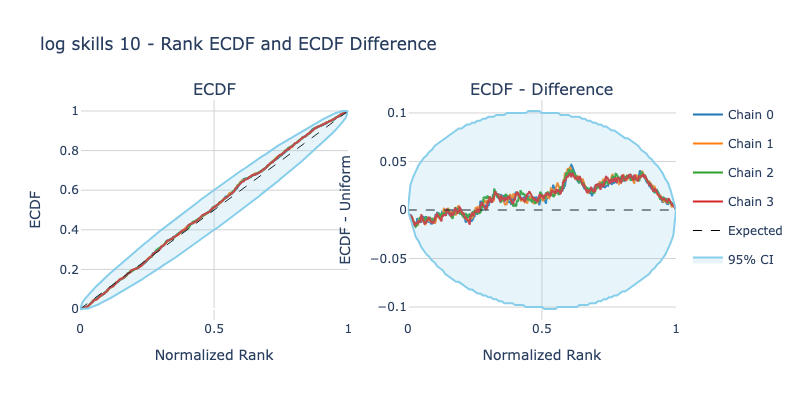 log skills 10 - Rank ECDF and ECDF Difference
ECDF
ECDF - Difference
1
0.8
0.6
0.4
0.2
0
0
0.5
1
ECDF
Normalized Rank
0.1
0.05
0
−0.05
−0.1
0
0.5
1
ECDF - Uniform
Normalized Rank
Chain 0
Chain 1
Chain 2
Chain 3
Expected
95% CI